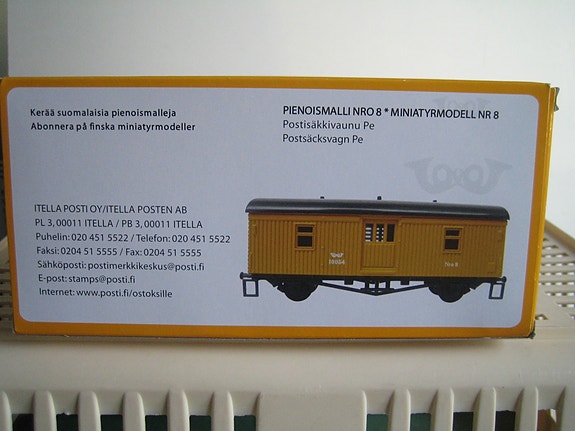 Kerää suomalaisia pienoismalleja
Abonnera på finska miniatyrmodeller
PIENOISMALLI NRO 8 * MINIATYRMODELL NR 8
Postisäkkivaunu Pe
Postsäcksvagn Pe
ITELLA POSTI OY/ITELLA POSTEN AB
PL 3, 00011 ITELLA / PB 3, 00011 ITELLA
Puhelin: 020 451 5522 / Telefon: 020 451 5522
Faksi: 0204 51 5555 / Fax: 0204 51 5555
Sähköposti: postimerkkikeskus@posti.fi
E-post: stamps@posti.fi
Internet: www.posti.fi/ostoksille
Nro 8